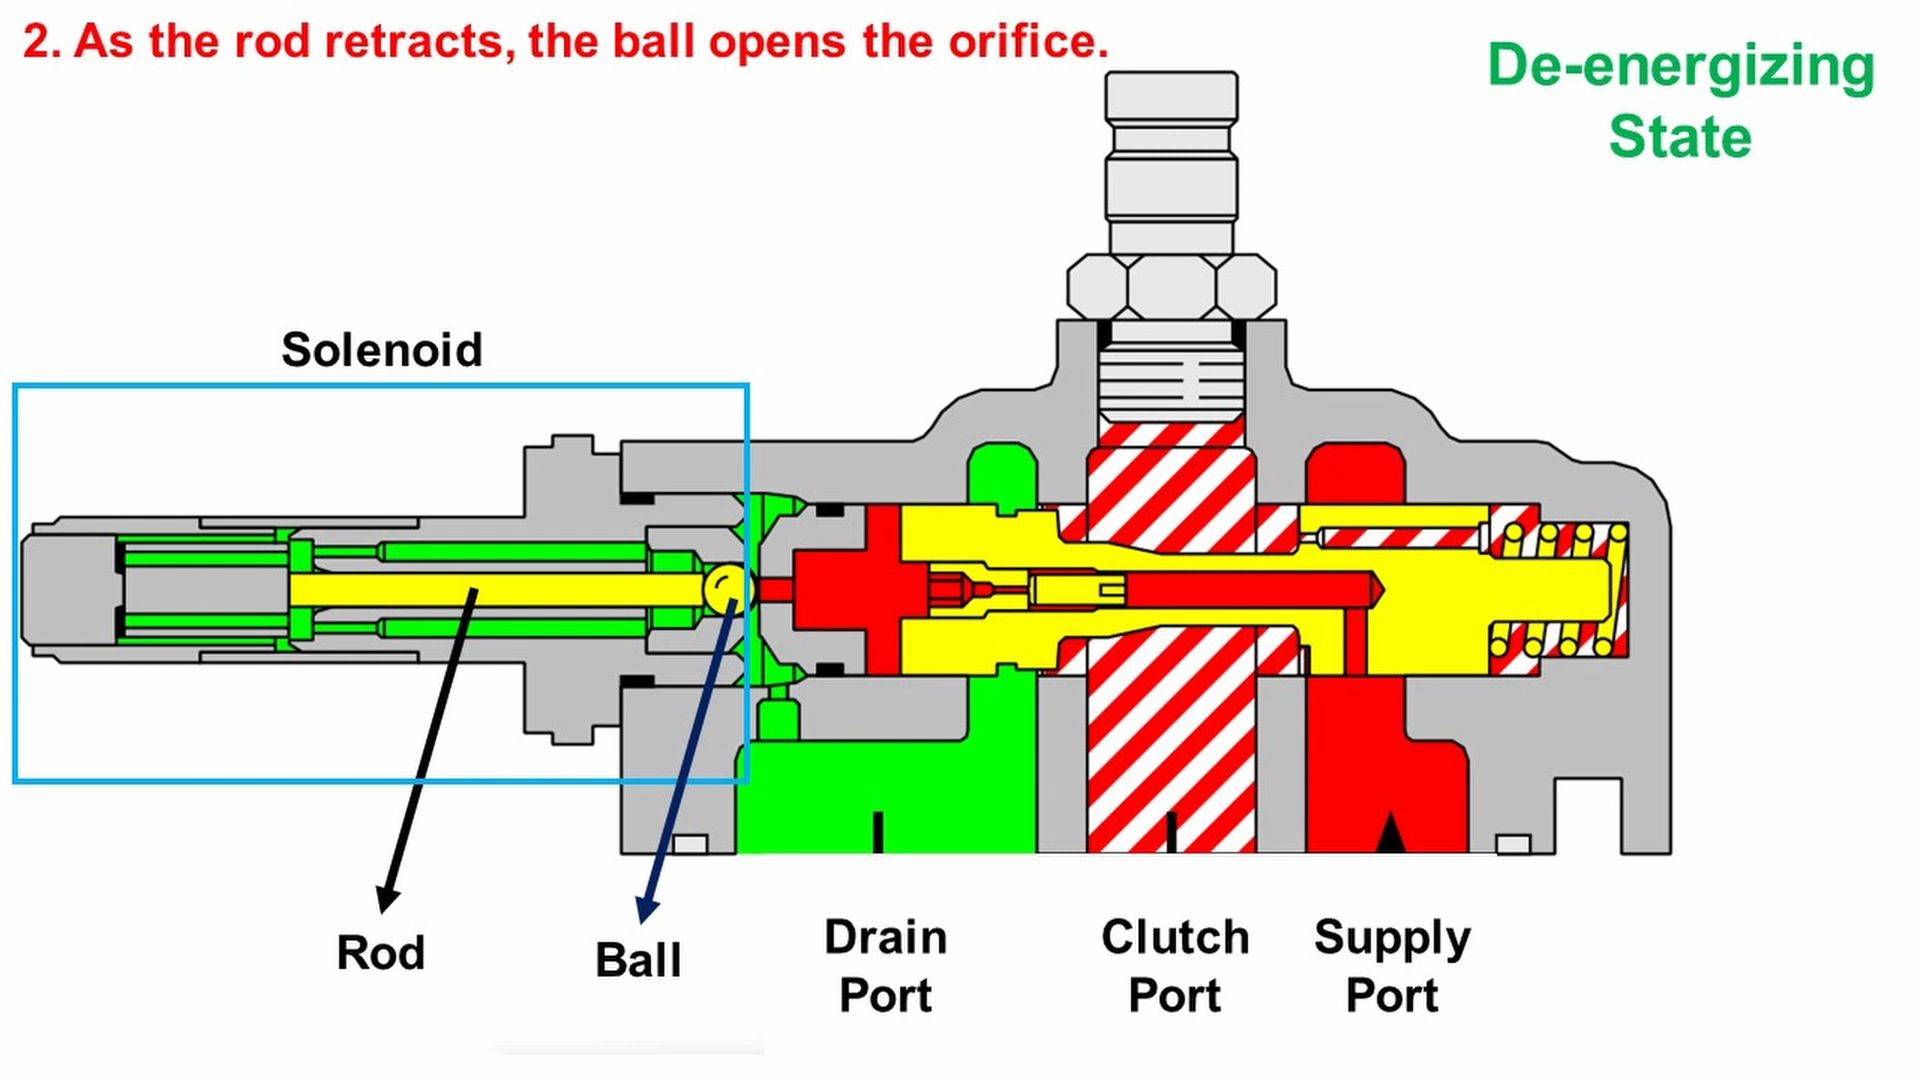 2. As the rod retracts, the ball opens the orifice.
De-energizing
State
Solenoid
Rod
Ball
Drain
Port
Clutch
Port
Supply
Port